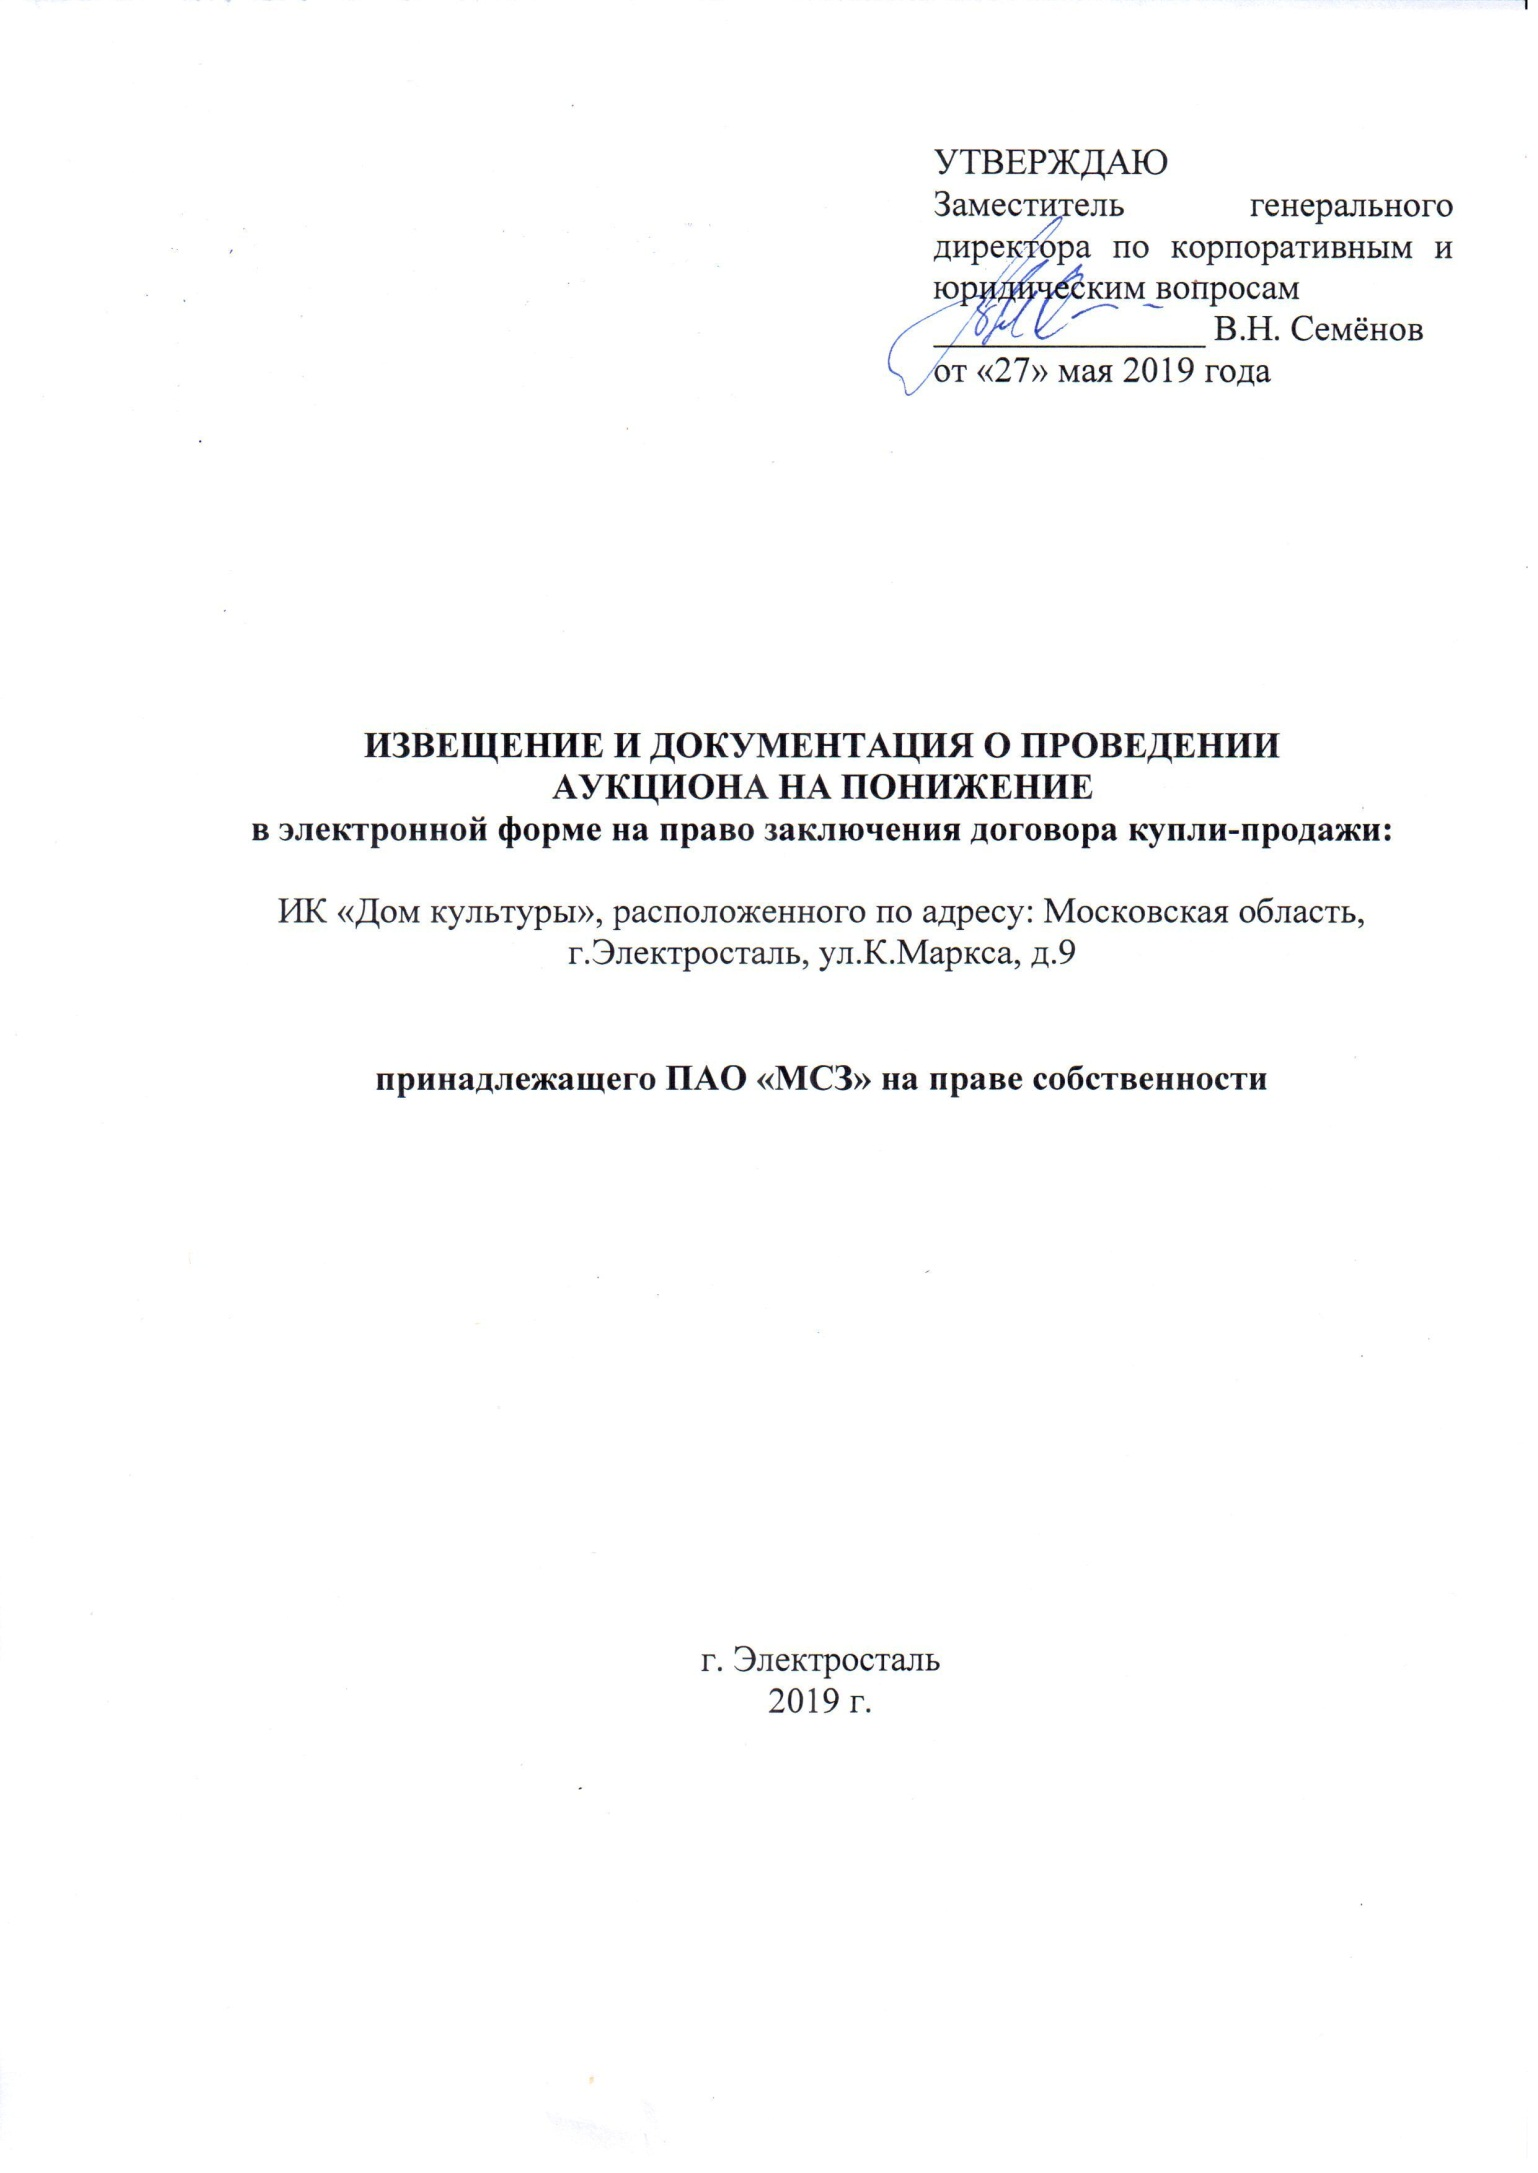 УТВЕРЖДАЮ
Заместитель генерального
директора по корпоративным и
юридическим вопросам
________________ В.Н. Семёнов
от «27» мая 2019 года
ИЗВЕЩЕНИЕ И ДОКУМЕНТАЦИЯ О ПРОВЕДЕНИИ
АУКЦИОНА НА ПОНИЖЕНИЕ
в электронной форме на право заключения договора купли-продажи:
ИК «Дом культуры», расположенного по адресу: Московская область,
г.Электросталь, ул.К.Маркса, д.9
принадлежащего ПАО «МСЗ» на праве собственности
г. Электросталь
2019 г.